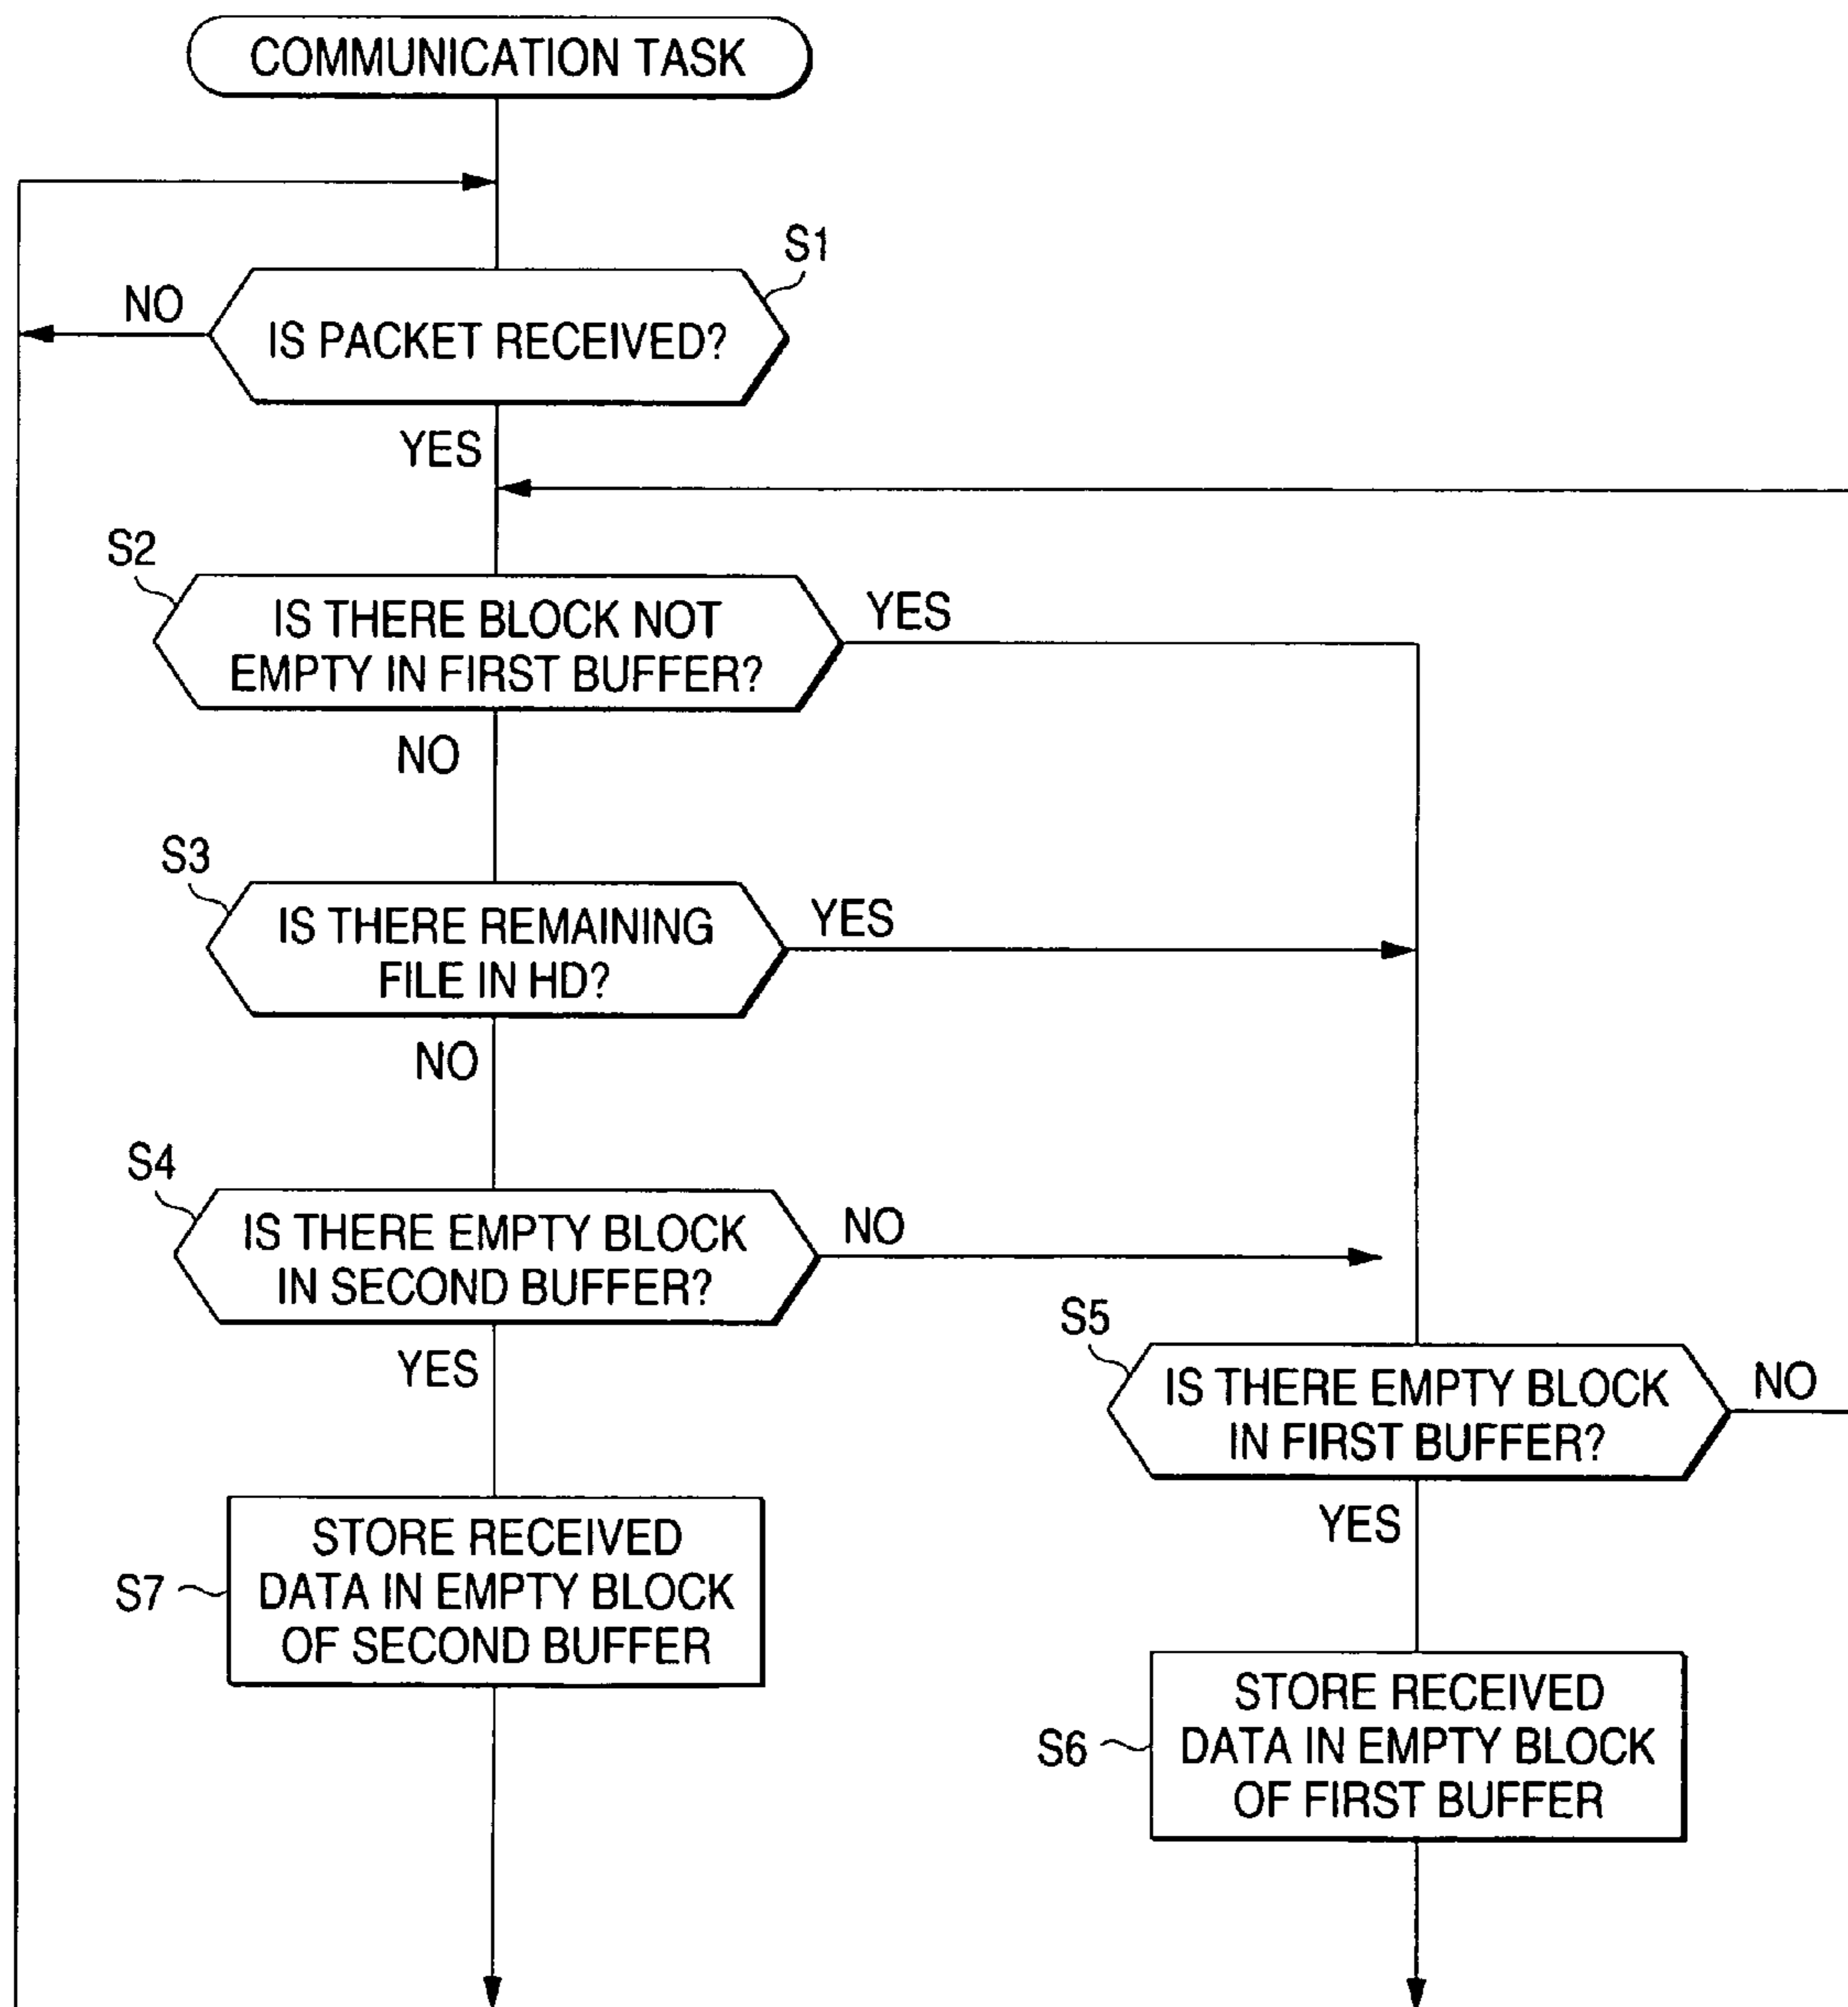 COMMUNICATION TASK
S1
NO
IS PACKET RECEIVED?
YES
S2
IS THERE BLOCK NOT
EMPTY IN FIRST BUFFER?
YES
NO
S3
IS THERE REMAINING
FILE IN HD?
YES
NO
S4
IS THERE EMPTY BLOCK
IN SECOND BUFFER?
NO
YES
S5
IS THERE EMPTY BLOCK
IN FIRST BUFFER?
NO
YES
S7
STORE RECEIVED
DATA IN EMPTY BLOCK
OF SECOND BUFFER
S6
STORE RECEIVED
DATA IN EMPTY BLOCK
OF FIRST BUFFER